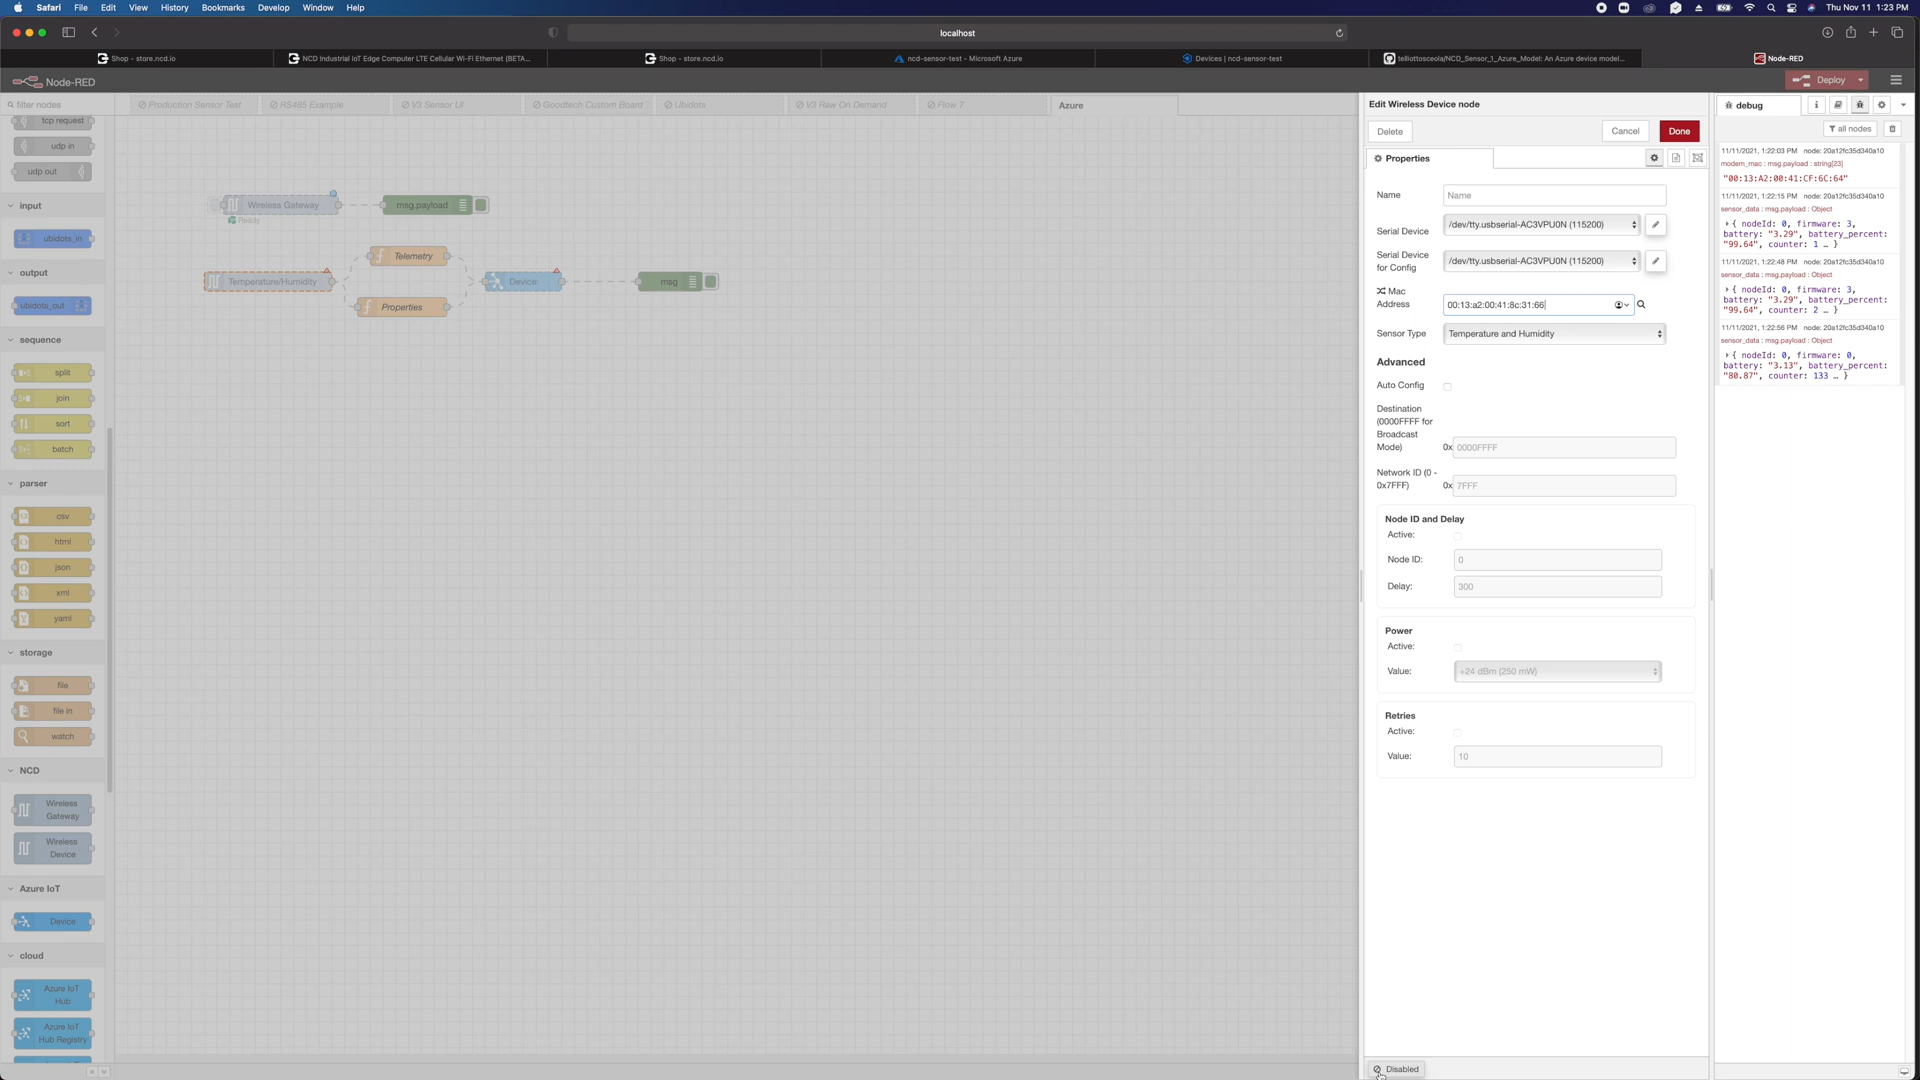 Safari File Edit View History Bookmarks Develop Window Help
Thu Nov 11 1:23 PM
localhost
Shop - store.ncd.io
NCD Industrial IoT Edge Computer LTE Cellular Wi-Fi Ethernet (BETA...
Shop - store.ncd.io
ncd-sensor-test - Microsoft Azure
Devices | ncd-sensor-test
telliottosceola/NCD_Sensor_1_Azure_Model: An Azure device model...
Node-RED
Node-RED
Deploy
filter nodes
Production Sensor Test
RS485 Example
V3 Sensor UI
Goodtech Custom Board
Ubidots
V3 Raw On Demand
Flow 7
Azure
tcp request
udp in
udp out
input
ubidots_in
output
ubidots_out
sequence
split
join
sort
batch
parser
csv
html
json
xml
yaml
storage
file
file in
watch
NCD
Wireless
Gateway
Wireless
Device
Azure IoT
Device
cloud
Azure IoT
Hub
Azure IoT
Hub Registry
Wireless Gateway
Ready
msg.payload
Telemetry
Temperature/Humidity
Properties
Device:
msg
Edit Wireless Device node
Delete
Cancel
Done
Properties
Name
Name
Serial Device
/dev/tty.usbserial-AC3VPU0N (115200)
Serial Device
for Config
/dev/tty.usbserial-AC3VPU0N (115200)
Mac
Address
00:13:a2:00:41:8c:31:66
Sensor Type
Temperature and Humidity
Advanced
Auto Config
Destination
(0000FFFF for
Broadcast
Mode)
0x 0000FFFF
Network ID (0 -
0x7FFF)
0x 7FFF
Node ID and Delay
Active:
Node ID:
0
Delay:
300
Power
Active:
Value:
+24 dBm (250 mW)
Retries
Active:
Value:
10
Disabled
debug
all nodes
11/11/2021, 1:22:03 PM node: 20a12fc35d340a10
modem_mac : msg.payload : string[23]
"00:13:A2:00:41:CF:6C:64"
11/11/2021, 1:22:15 PM node: 20a12fc35d340a10
sensor_data : msg.payload : Object
{ nodeId: 0, firmware: 3,
battery: "3.29", battery_percent:
"99.64", counter: 1 … }
11/11/2021, 1:22:48 PM node: 20a12fc35d340a10
sensor_data : msg.payload : Object
{ nodeId: 0, firmware: 3,
battery: "3.29", battery_percent:
"99.64", counter: 2 … }
11/11/2021, 1:22:56 PM node: 20a12fc35d340a10
sensor_data : msg.payload : Object
{ nodeId: 0, firmware: 0,
battery: "3.13", battery_percent:
"80.87", counter: 133 … }